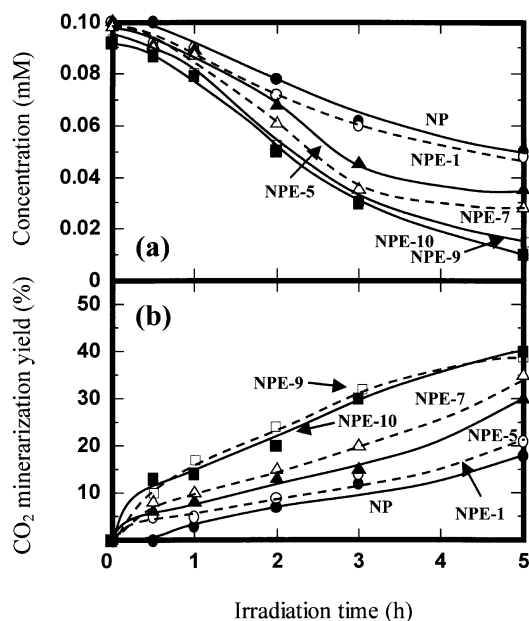 0.10
0.08
0.06
0.04
0.02
0
Concentration (mM)
NP
NPE-1
NPE-5
NPE-7
NPE-10
NPE-9
(a)
50
40
30
20
10
CO2 minerarization yield (%)
(b)
NPE-9
NPE-10
NPE-7
NPE-5
NPE-1
NP
0 1 2 3 4 5
Irradiation time (h)